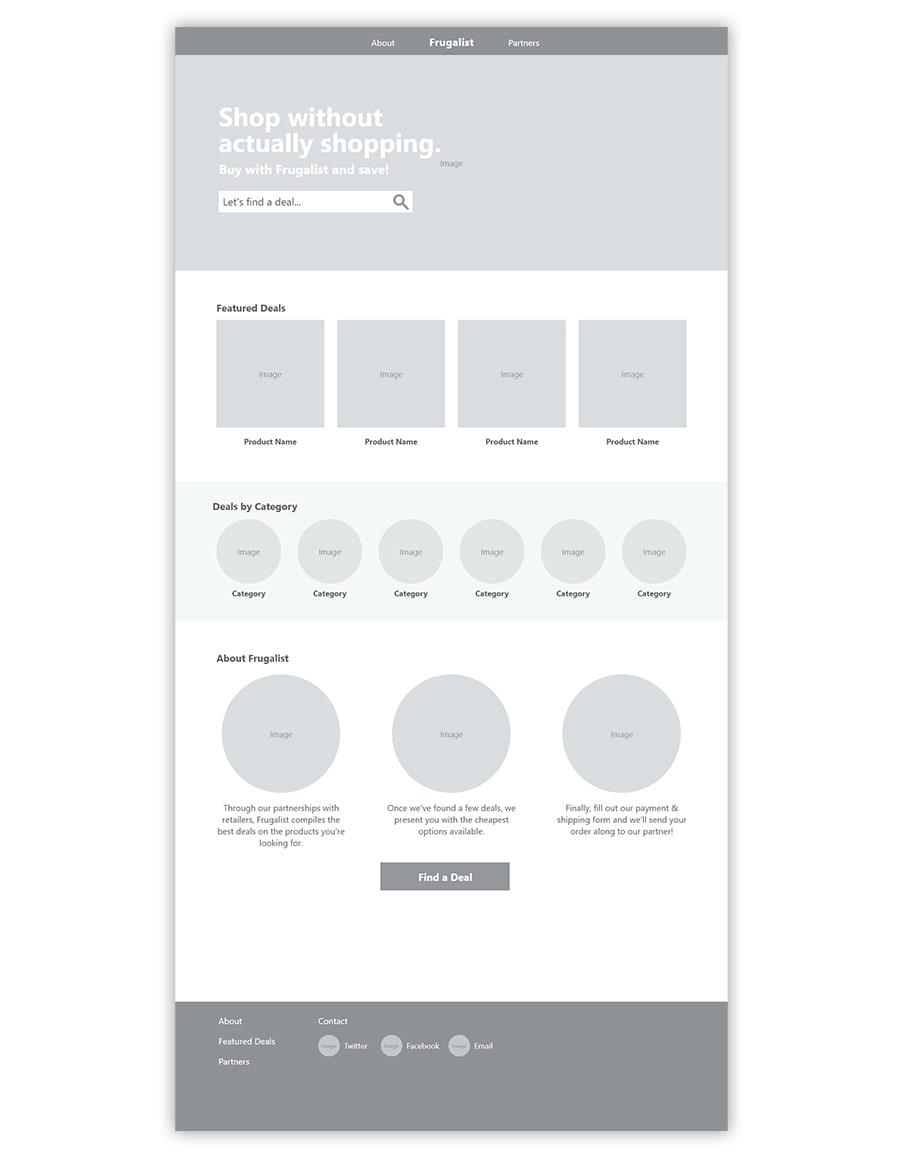 About Frugalist Partners
Shop without
actually shopping.
Image
Buy with Frugalist and save!
Let's find a deal...
Featured Deals
Image Image Image Image
Product Name Product Name Product Name Product Name
Deals by Category
Image Image Image Image Image Image
Category Category Category Category Category Category
About Frugalist
Image Image Image
Through our partnerships with
retailers, Frugalist compiles the
best deals on the products you're
looking for.
Once we've found a few deals, we
present you with the cheapest
options available.
Finally, fill out our payment &
shipping form and we'll send your
order along to our partner!
Find a Deal
About
Featured Deals
Partners
Contact
Image Twitter Image Facebook Image Email